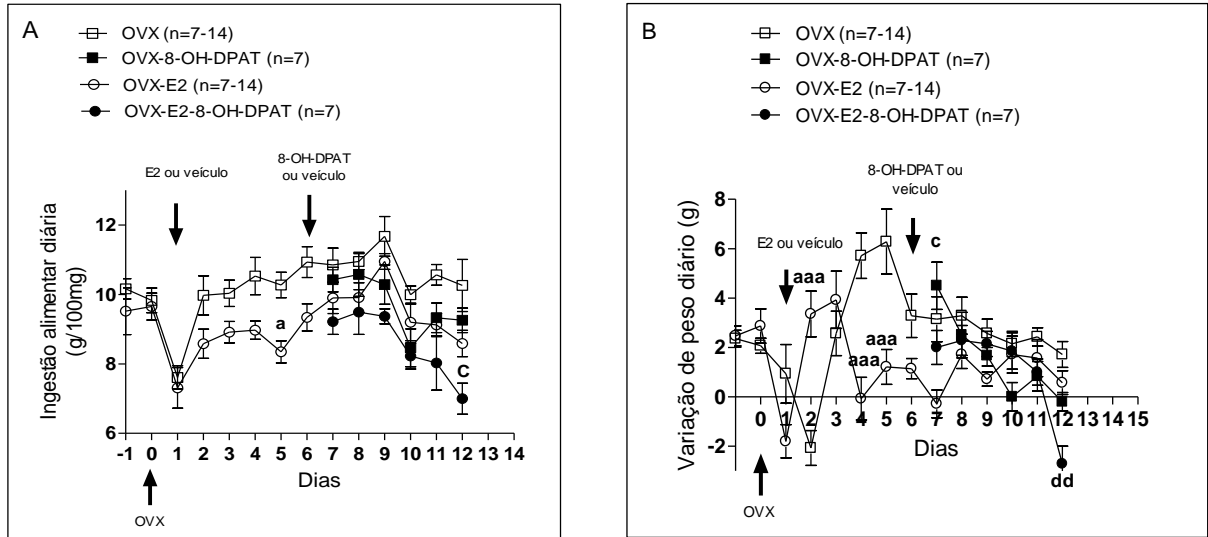 A
OVX (n=7-14)
OVX-8-OH-DPAT (n=7)
OVX-E2 (n=7-14)
OVX-E2-8-OH-DPAT (n=7)
8-OH-DPAT
ou veículo
E2 ou veículo
Ingestão alimentar diária
(g/100mg)
12
10
8
6
a
c
-1 0 1 2 3 4 5 6 7 8 9 10 11 12 13 14
Dias
OVX
B
OVX (n=7-14)
OVX-8-OH-DPAT (n=7)
OVX-E2 (n=7-14)
OVX-E2-8-OH-DPAT (n=7)
8-OH-DPAT ou
veículo
E2 ou veículo
Variação de peso diário (g)
8
6
4
2
0
-2
c
aaa
aaa
aaa
0 1 2 3 4 5 6 7 8 9 10 11 12 13 14 15
Dias
dd
OVX